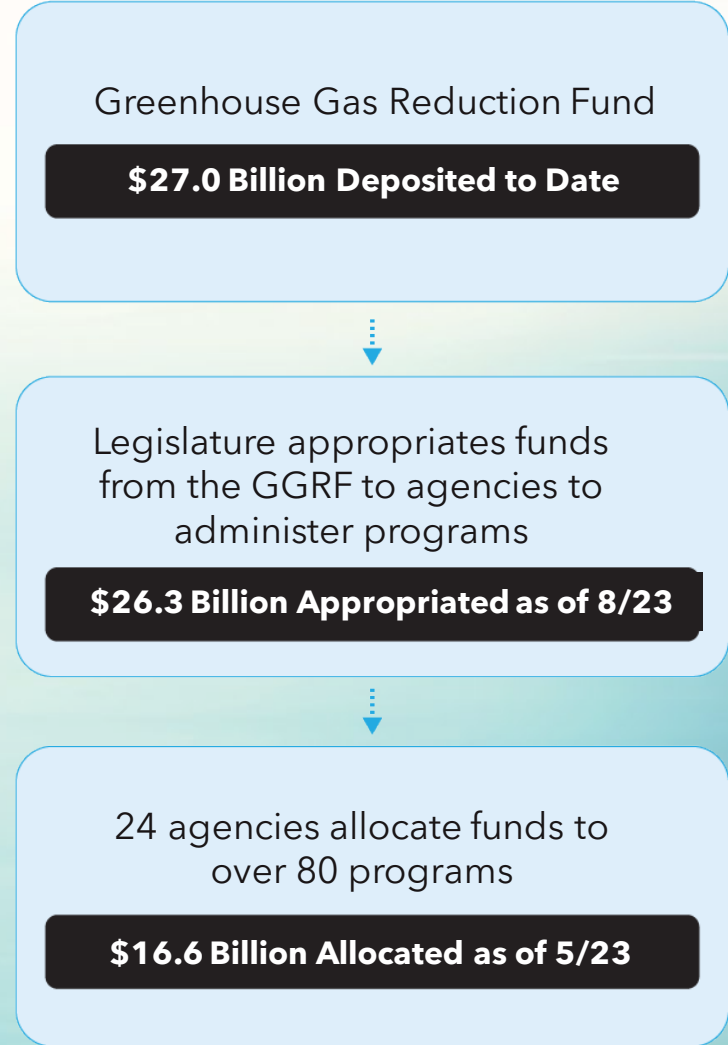 Greenhouse Gas Reduction Fund
$27.0 Billion Deposited to Date
Legislature appropriates funds
from the GGRF to agencies to
administer programs
$26.3 Billion Appropriated as of 8/23
24 agencies allocate funds to
over 80 programs
$16.6 Billion Allocated as of 5/23